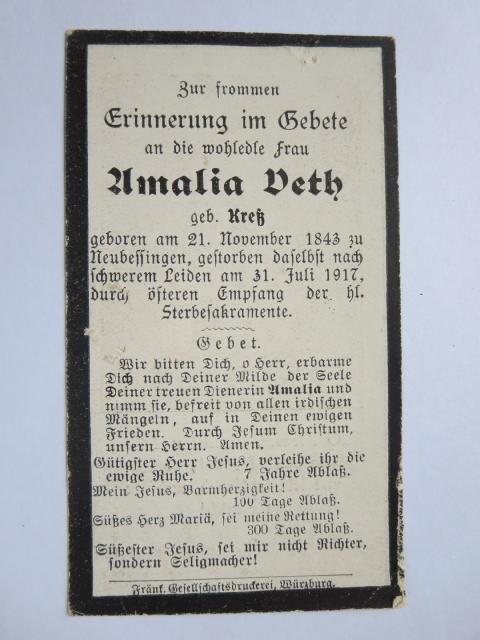 Zur frommen
Erinnerung im Gebete
an die wohledle Frau
Amalia Veth
geb. Kreß
geboren am 21. November 1843 zu
Neubessingen, gestorben daselbst nach
schwerem Leiden am 31. Juli 1917,
durch öfteren Empfang der hl.
Sterbesakramente.
Gebet.
Wir bitten Dich, o Herr, erbarme
Dich nach Deiner Milde der Seele
Deiner treuen Dienerin Amalia und
nimm sie, befreit von allen irdischen
Mängeln, auf in Deinen ewigen
Frieden. Durch Jesum Christum,
unsern Herrn. Amen.
Gütigster Herr Jesus, verleihe ihr die
ewige Ruhe. 7 Jahre Ablaß.
Mein Jesus, Barmherzigkeit!
100 Tage Ablaß.
Süßes Herz Mariä, sei meine Rettung!
300 Tage Ablaß.
Süßester Jesus, sei mir nicht Richter,
sondern Seligmacher!
Fränk. Gesellschaftsdruckerei, Würzburg.